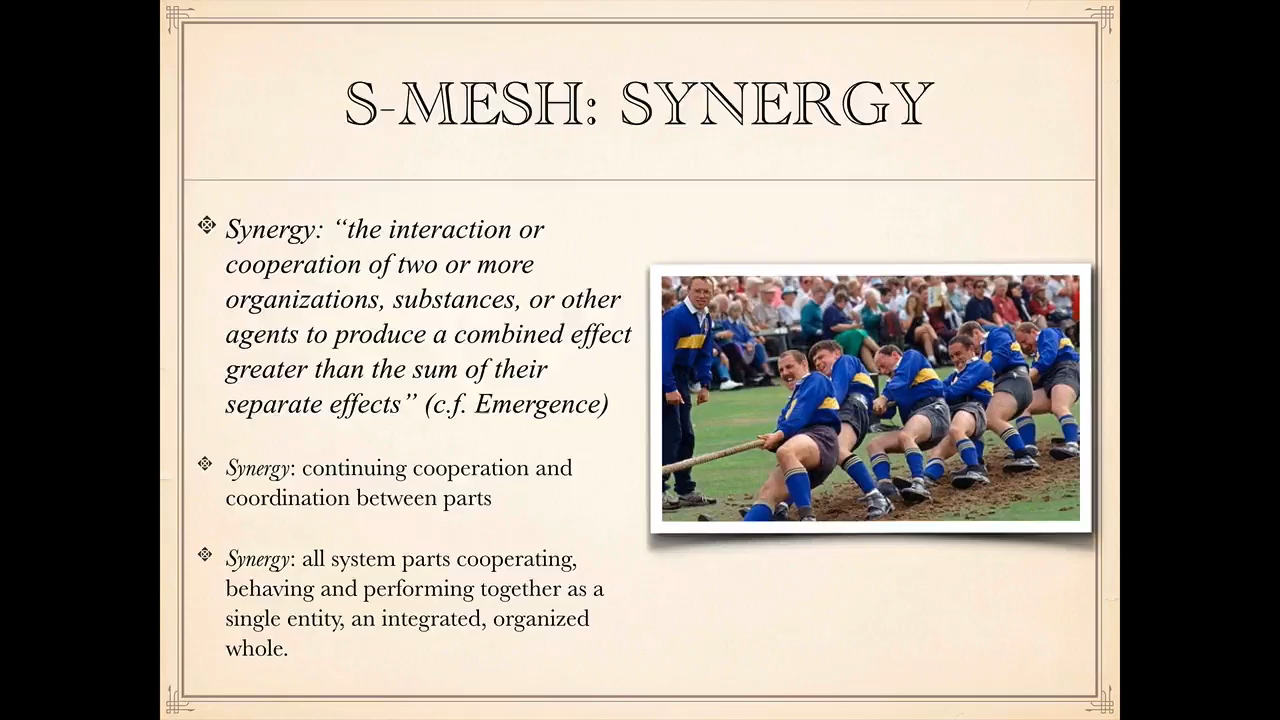 S-MESH: SYNERGY
Synergy: “the interaction or
cooperation of two or more
organizations, substances, or other
agents to produce a combined effect
greater than the sum of their
separate effects” (c.f. Emergence)
Synergy: continuing cooperation and
coordination between parts
Synergy: all system parts cooperating,
behaving and performing together as a
single entity, an integrated, organized
whole.